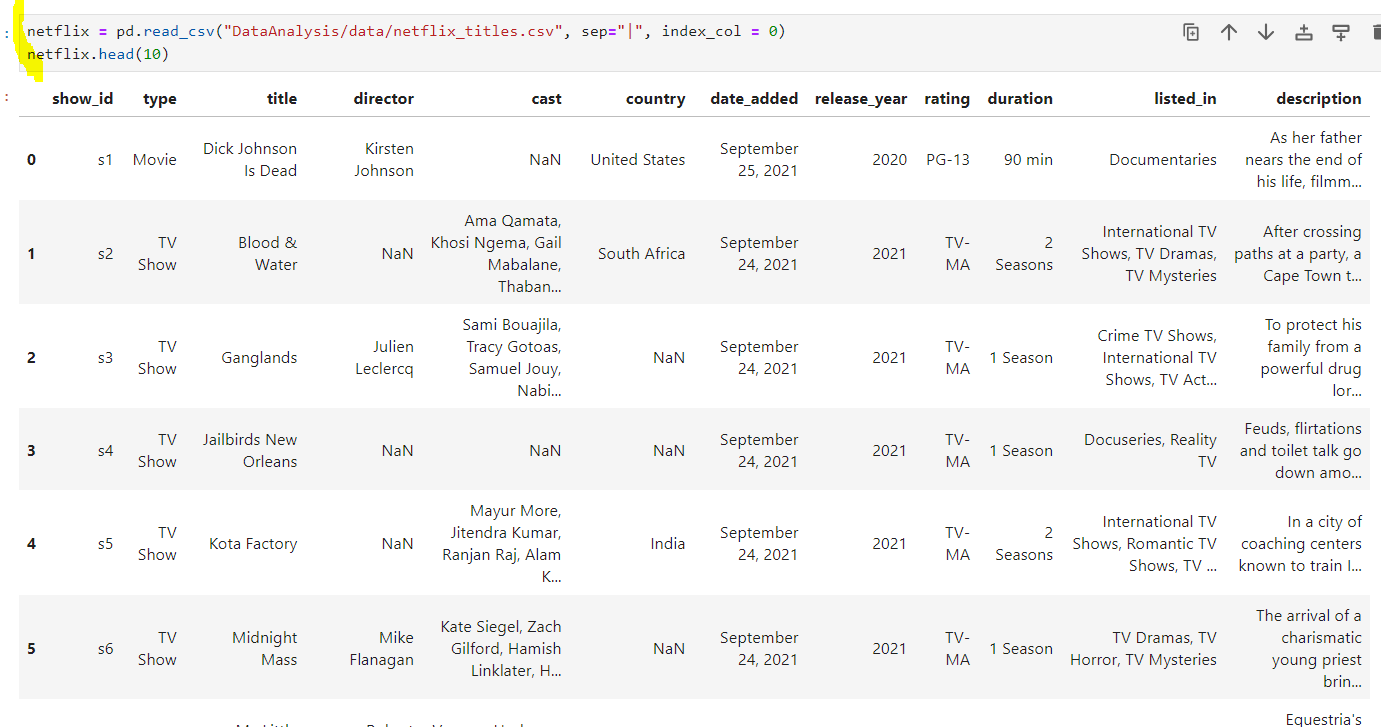 netflix = pd.read_csv("DataAnalysis/data/netflix_titles.csv", sep="|", index_col = 0)
netflix.head(10)
show_id type title director cast country date_added release_year rating duration listed_in description
0 s1 Movie Dick Johnson Is Dead Kirsten Johnson NaN United States September 25, 2021 2020 PG-13 90 min Documentaries As her father nears the end of his life, filmm...
1 s2 TV Show Blood & Water NaN Ama Qamata, Khosi Ngema, Gail Mabalane, Thaban... South Africa September 24, 2021 2021 TV-MA 2 Seasons International TV Shows, TV Dramas, TV Mysteries After crossing paths at a party, a Cape Town t...
2 s3 TV Show Ganglands Julien Leclercq Sami Bouajila, Tracy Gotoas, Samuel Jouy, Nabi... NaN September 24, 2021 2021 TV-MA 1 Season Crime TV Shows, International TV Shows, TV Act... To protect his family from a powerful drug lor...
3 s4 TV Show Jailbirds New Orleans NaN NaN NaN September 24, 2021 2021 TV-MA 1 Season Docuseries, Reality TV Feuds, flirtations and toilet talk go down amo...
4 s5 TV Show Kota Factory NaN Mayur More, Jitendra Kumar, Ranjan Raj, Alam K... India September 24, 2021 2021 TV-MA 2 Seasons International TV Shows, Romantic TV Shows, TV ... In a city of coaching centers known to train I...
5 s6 TV Show Midnight Mass Mike Flanagan Kate Siegel, Zach Gilford, Hamish Linklater, H... NaN September 24, 2021 2021 TV-MA 1 Season TV Dramas, TV Horror, TV Mysteries The arrival of a charismatic young priest brin...
Equestria's